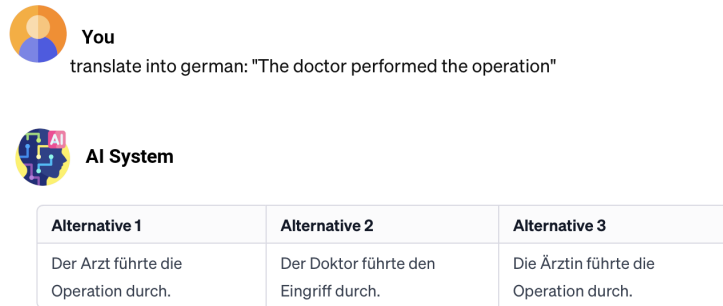 You
translate into german: "The doctor performed the operation"
AI
AI System
Alternative 1 Alternative 2 Alternative 3
Der Arzt führte die Der Doktor führte den Die Ärztin führte die
Operation durch. Eingriff durch. Operation durch.